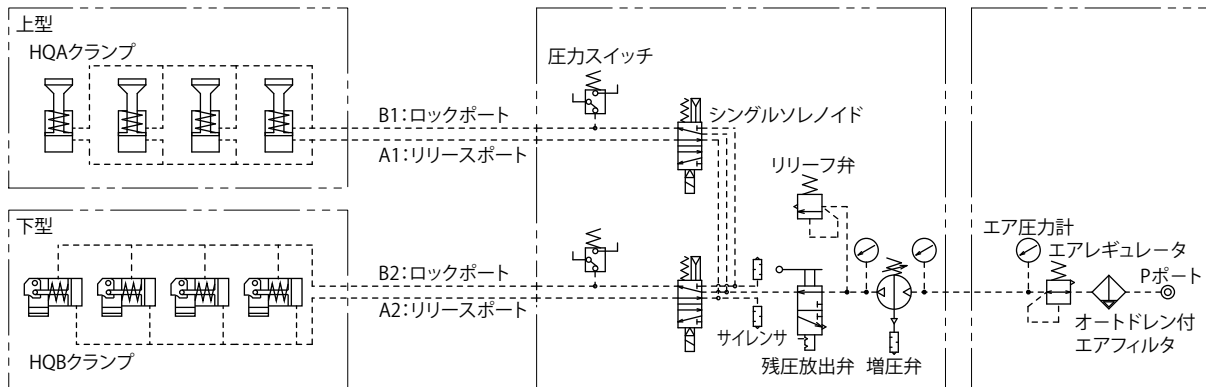 上型
HQAクランプ
圧力スイッチ
B1：ロックポート
A1：リリースポート
シングルソレノイド
リリーフ弁
下型
HQBクランプ
B2：ロックポート
A2：リリースポート
サイレンサ
残圧放出弁
増圧弁
エア圧力計
エアレギュレータ
Pポート
オートドレン付
エアフィルタ